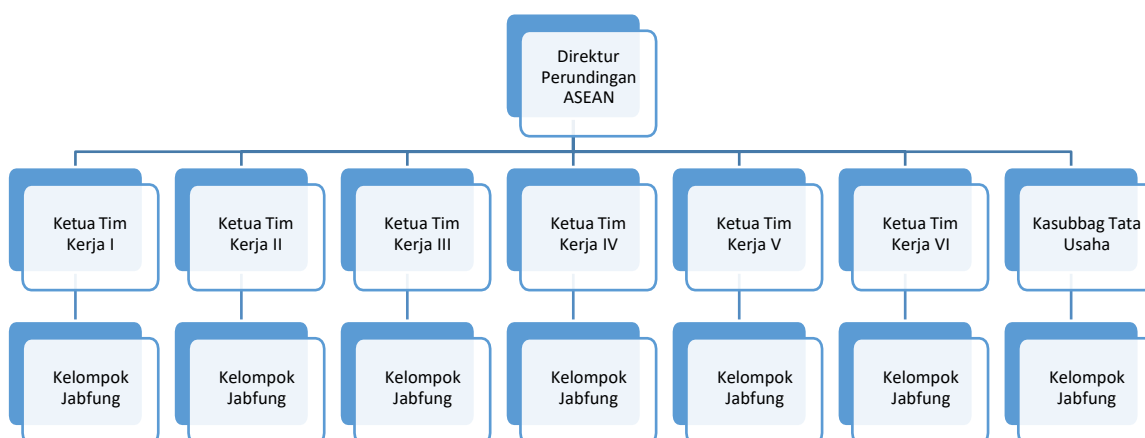 Direktur
Perundingan
ASEAN
Ketua Tim
Kerja I
Ketua Tim
Kerja II
Ketua Tim
Kerja III
Ketua Tim
Kerja IV
Ketua Tim
Kerja V
Ketua Tim
Kerja VI
Kasubbag Tata
Usaha
Kelompok
Jabfung
Kelompok
Jabfung
Kelompok
Jabfung
Kelompok
Jabfung
Kelompok
Jabfung
Kelompok
Jabfung
Kelompok
Jabfung